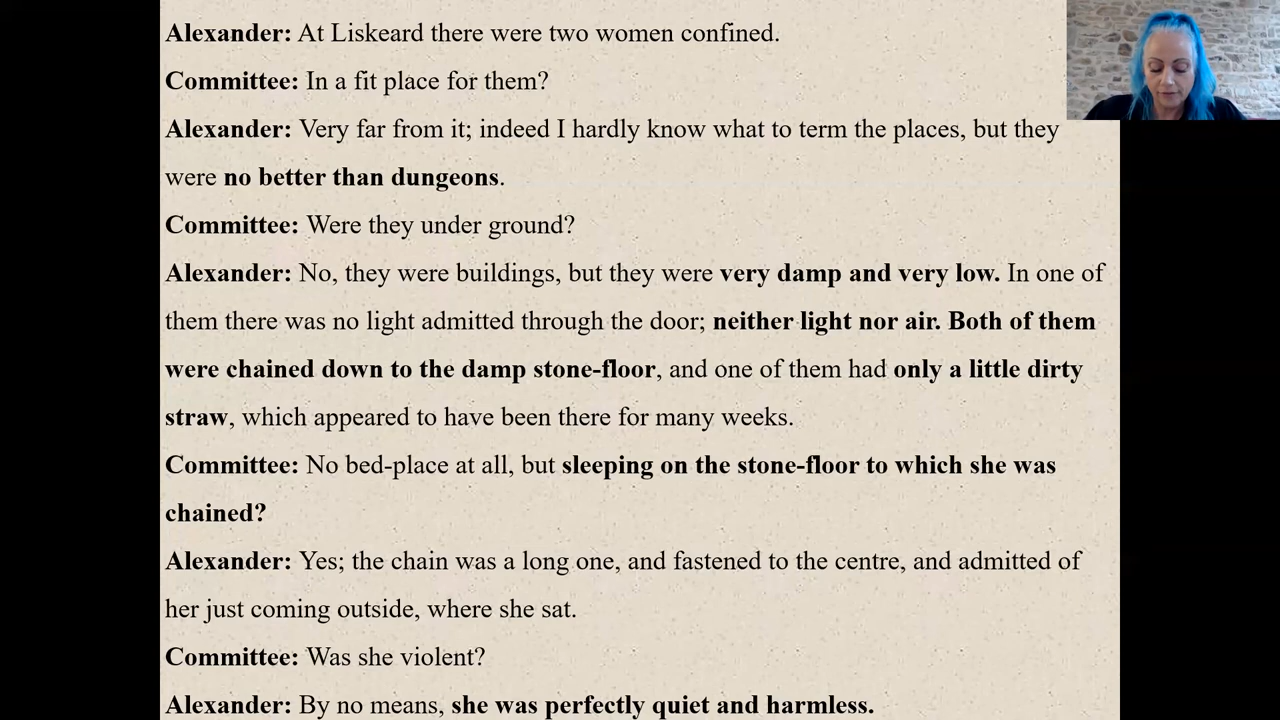 Alexander: At Liskeard there were two women confined.
Committee: In a fit place for them?
Alexander: Very far from it; indeed I hardly know what to term the places, but they
were no better than dungeons.
Committee: Were they under ground?
Alexander: No, they were buildings, but they were very damp and very low. In one of
them there was no light admitted through the door; neither light nor air. Both of them
were chained down to the damp stone-floor, and one of them had only a little dirty
straw, which appeared to have been there for many weeks.
Committee: No bed-place at all, but sleeping on the stone-floor to which she was
chained?
Alexander: Yes; the chain was a long one, and fastened to the centre, and admitted of
her just coming outside, where she sat.
Committee: Was she violent?
Alexander: By no means, she was perfectly quiet and harmless.